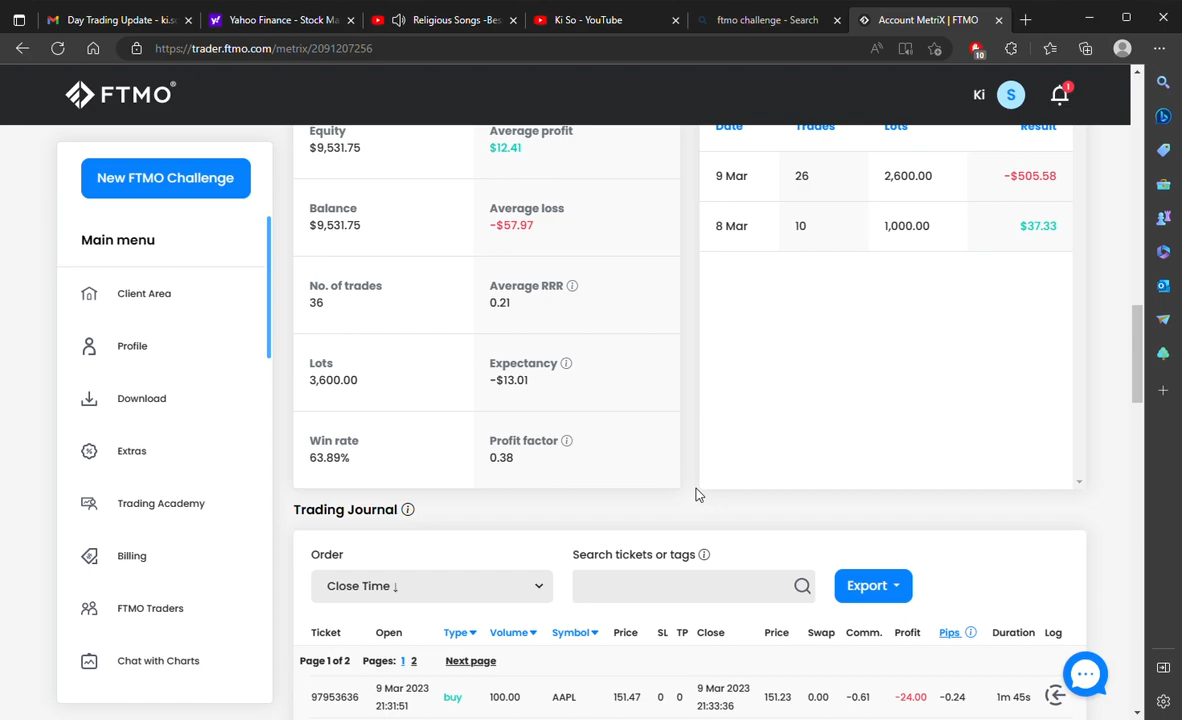 Day Trading Update - ki.s
Yahoo Finance - Stock Ma
Religious Songs -Bes
Ki So - YouTube
ftmo challenge - Search
Account MetriX | FTMO
https://trader.ftmo.com/metrix/2091207256
10
FTMO®
Ki S 1
New FTMO Challenge
Main menu
Client Area
Profile
Download
Extras
Trading Academy
Billing
FTMO Traders
Chat with Charts
Equity Average profit
$9,531.75 $12.41
Balance Average loss
$9,531.75 -$57.97
No. of trades Average RRR
36 0.21
Lots Expectancy
3,600.00 -$13.01
Win rate Profit factor
63.89% 0.38
Date Trades Lots Result
9 Mar 26 2,600.00 -$505.58
8 Mar 10 1,000.00 $37.33
Trading Journal
Order Search tickets or tags
Close Time ↓ Export
Ticket Open Type Volume Symbol Price SL TP Close Price Swap Comm. Profit Pips Duration Log
Page 1 of 2 Pages: 1 2 Next page
9 Mar 2023 9 Mar 2023
97953636 buy 100.00 AAPL 151.47 0 0 151.23 0.00 -0.61 -24.00 -0.24 1m 45s
21:31:51 21:33:36